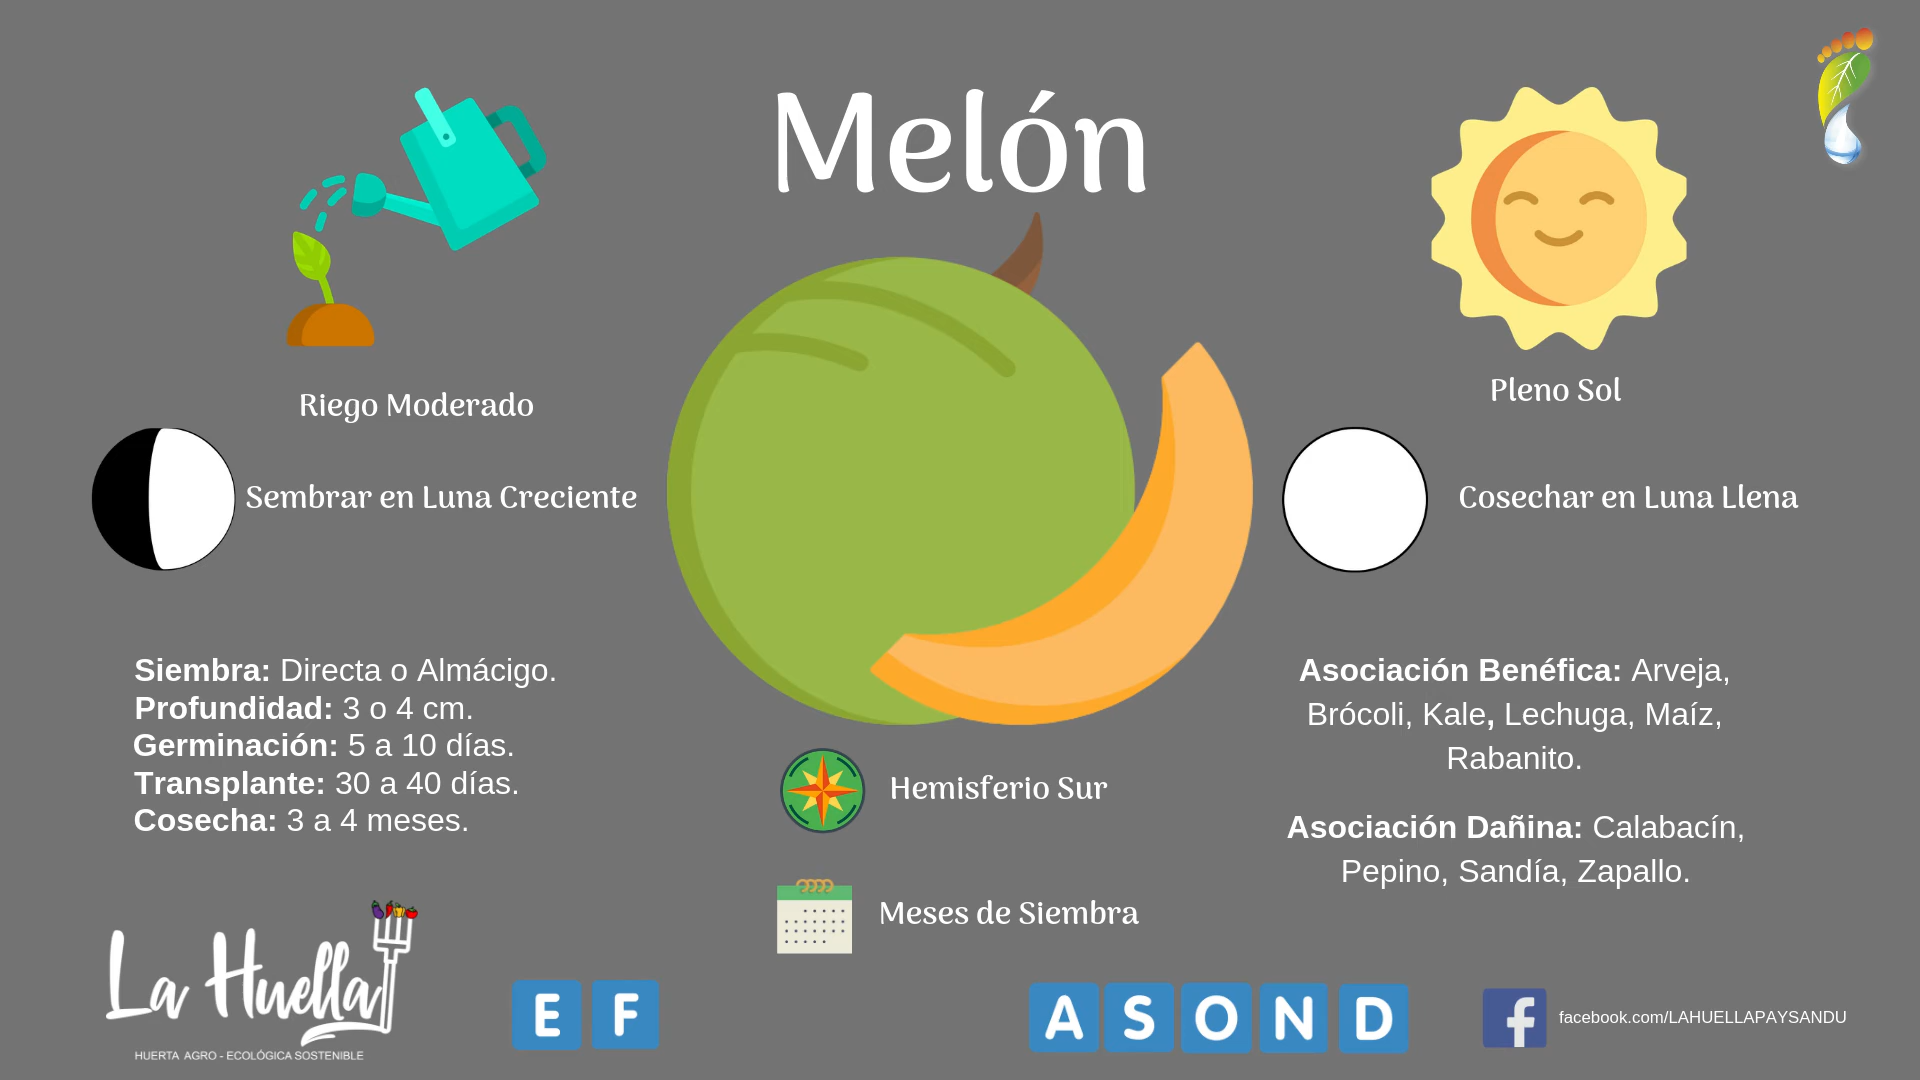 Melón
Riego Moderado
Pleno Sol
Sembrar en Luna Creciente
Cosechar en Luna Llena
Siembra: Directa o Almácigo.
Profundidad: 3 o 4 cm.
Germinación: 5 a 10 días.
Transplante: 30 a 40 días.
Cosecha: 3 a 4 meses.
Asociación Benéfica: Arveja,
Brócoli, Kale, Lechuga, Maíz,
Rabanito.
Asociación Dañina: Calabacín,
Pepino, Sandía, Zapallo.
Hemisferio Sur
Meses de Siembra
La Huella
HUERTA AGRO - ECOLÓGICA SOSTENIBLE
E F
A S O N D
f facebook.com/LAHUELLAPAYSANDU